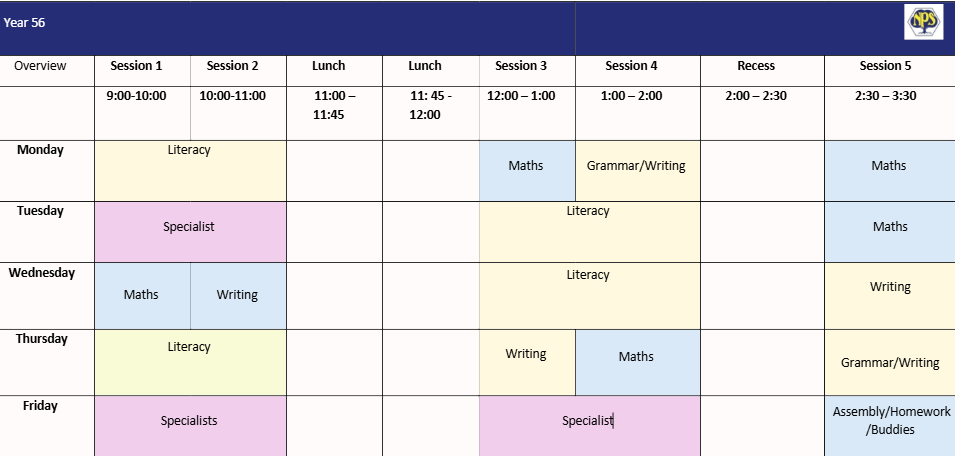 Year 56
NPS
Overview Session 1 Session 2 Lunch Lunch Session 3 Session 4 Recess Session 5
9:00-10:00 10:00-11:00 11:00 – 11: 45 - 12:00 – 1:00 1:00 – 2:00 2:00 – 2:30 2:30 – 3:30
11:45 12:00
Monday Literacy Maths Grammar/Writing Maths
Tuesday Specialist Literacy Maths
Wednesday Maths Writing Literacy Writing
Thursday Literacy Writing Maths Grammar/Writing
Friday Specialists Specialist Assembly/Homework
/Buddies